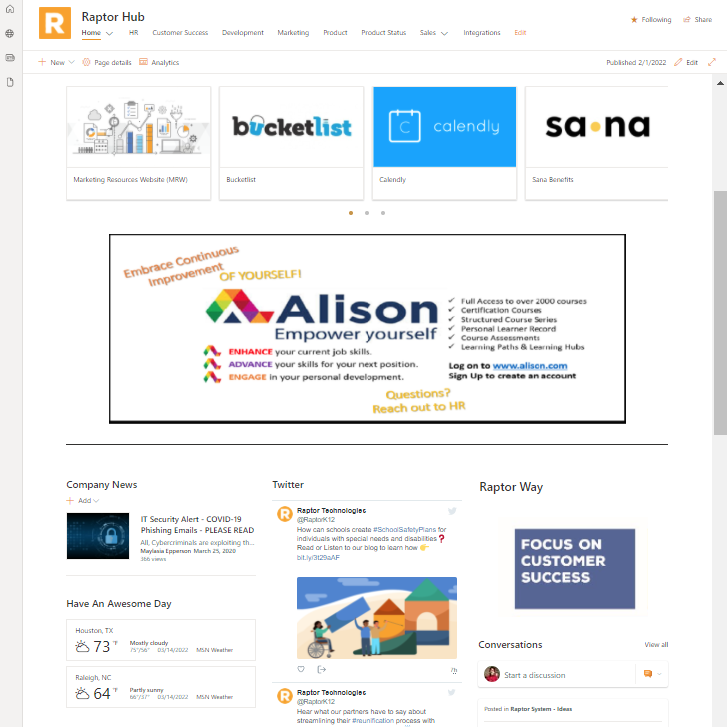 Raptor Hub
Following
Share
Home
HR
Customer Success
Development
Marketing
Product
Product Status
Sales
Integrations
Edit
New
Page details
Analytics
Published 2/1/2022
Edit
bucketlist
C calendly
sana
Marketing Resources Website (MRW)
Bucketlist
Calendly
Sana Benefits
Embrace Continuous
Improvement
OF YOURSELF!
Alison
Empower yourself
ENHANCE your current job skills.
ADVANCE your skills for your next position.
ENGAGE in your personal development.
✓ Full Access to over 2000 courses
✓ Certification Courses
✓ Structured Course Series
✓ Personal Learner Record
✓ Course Assessments
✓ Learning Paths & Learning Hubs
Log on to www.aliscn.com
Sign Up to create an account
Questions?
Reach out to HR
Company News
Add
IT Security Alert - COVID-19
Phishing Emails - PLEASE READ
All, Cybercriminals are exploiting th...
Maylasia Epperson March 25, 2020
366 views
Have An Awesome Day
Houston, TX
73 °F
Mostly cloudy
75°/56° 03/14/2022 MSN Weather
Raleigh, NC
64 °F
Partly sunny
66°/37° 03/14/2022 MSN Weather
Twitter
Raptor Technologies
@RaptorK12
How can schools create #SchoolSafetyPlans for
individuals with special needs and disabilities❓
Read or Listen to our blog to learn how 👉
bit.ly/3t29aAF
Raptor Technologies
@RaptorK12
Hear what our partners have to say about
streamlining their #reunification process with
Raptor Way
FOCUS ON
CUSTOMER
SUCCESS
Conversations
View all
Start a discussion
Posted in Raptor System - Ideas